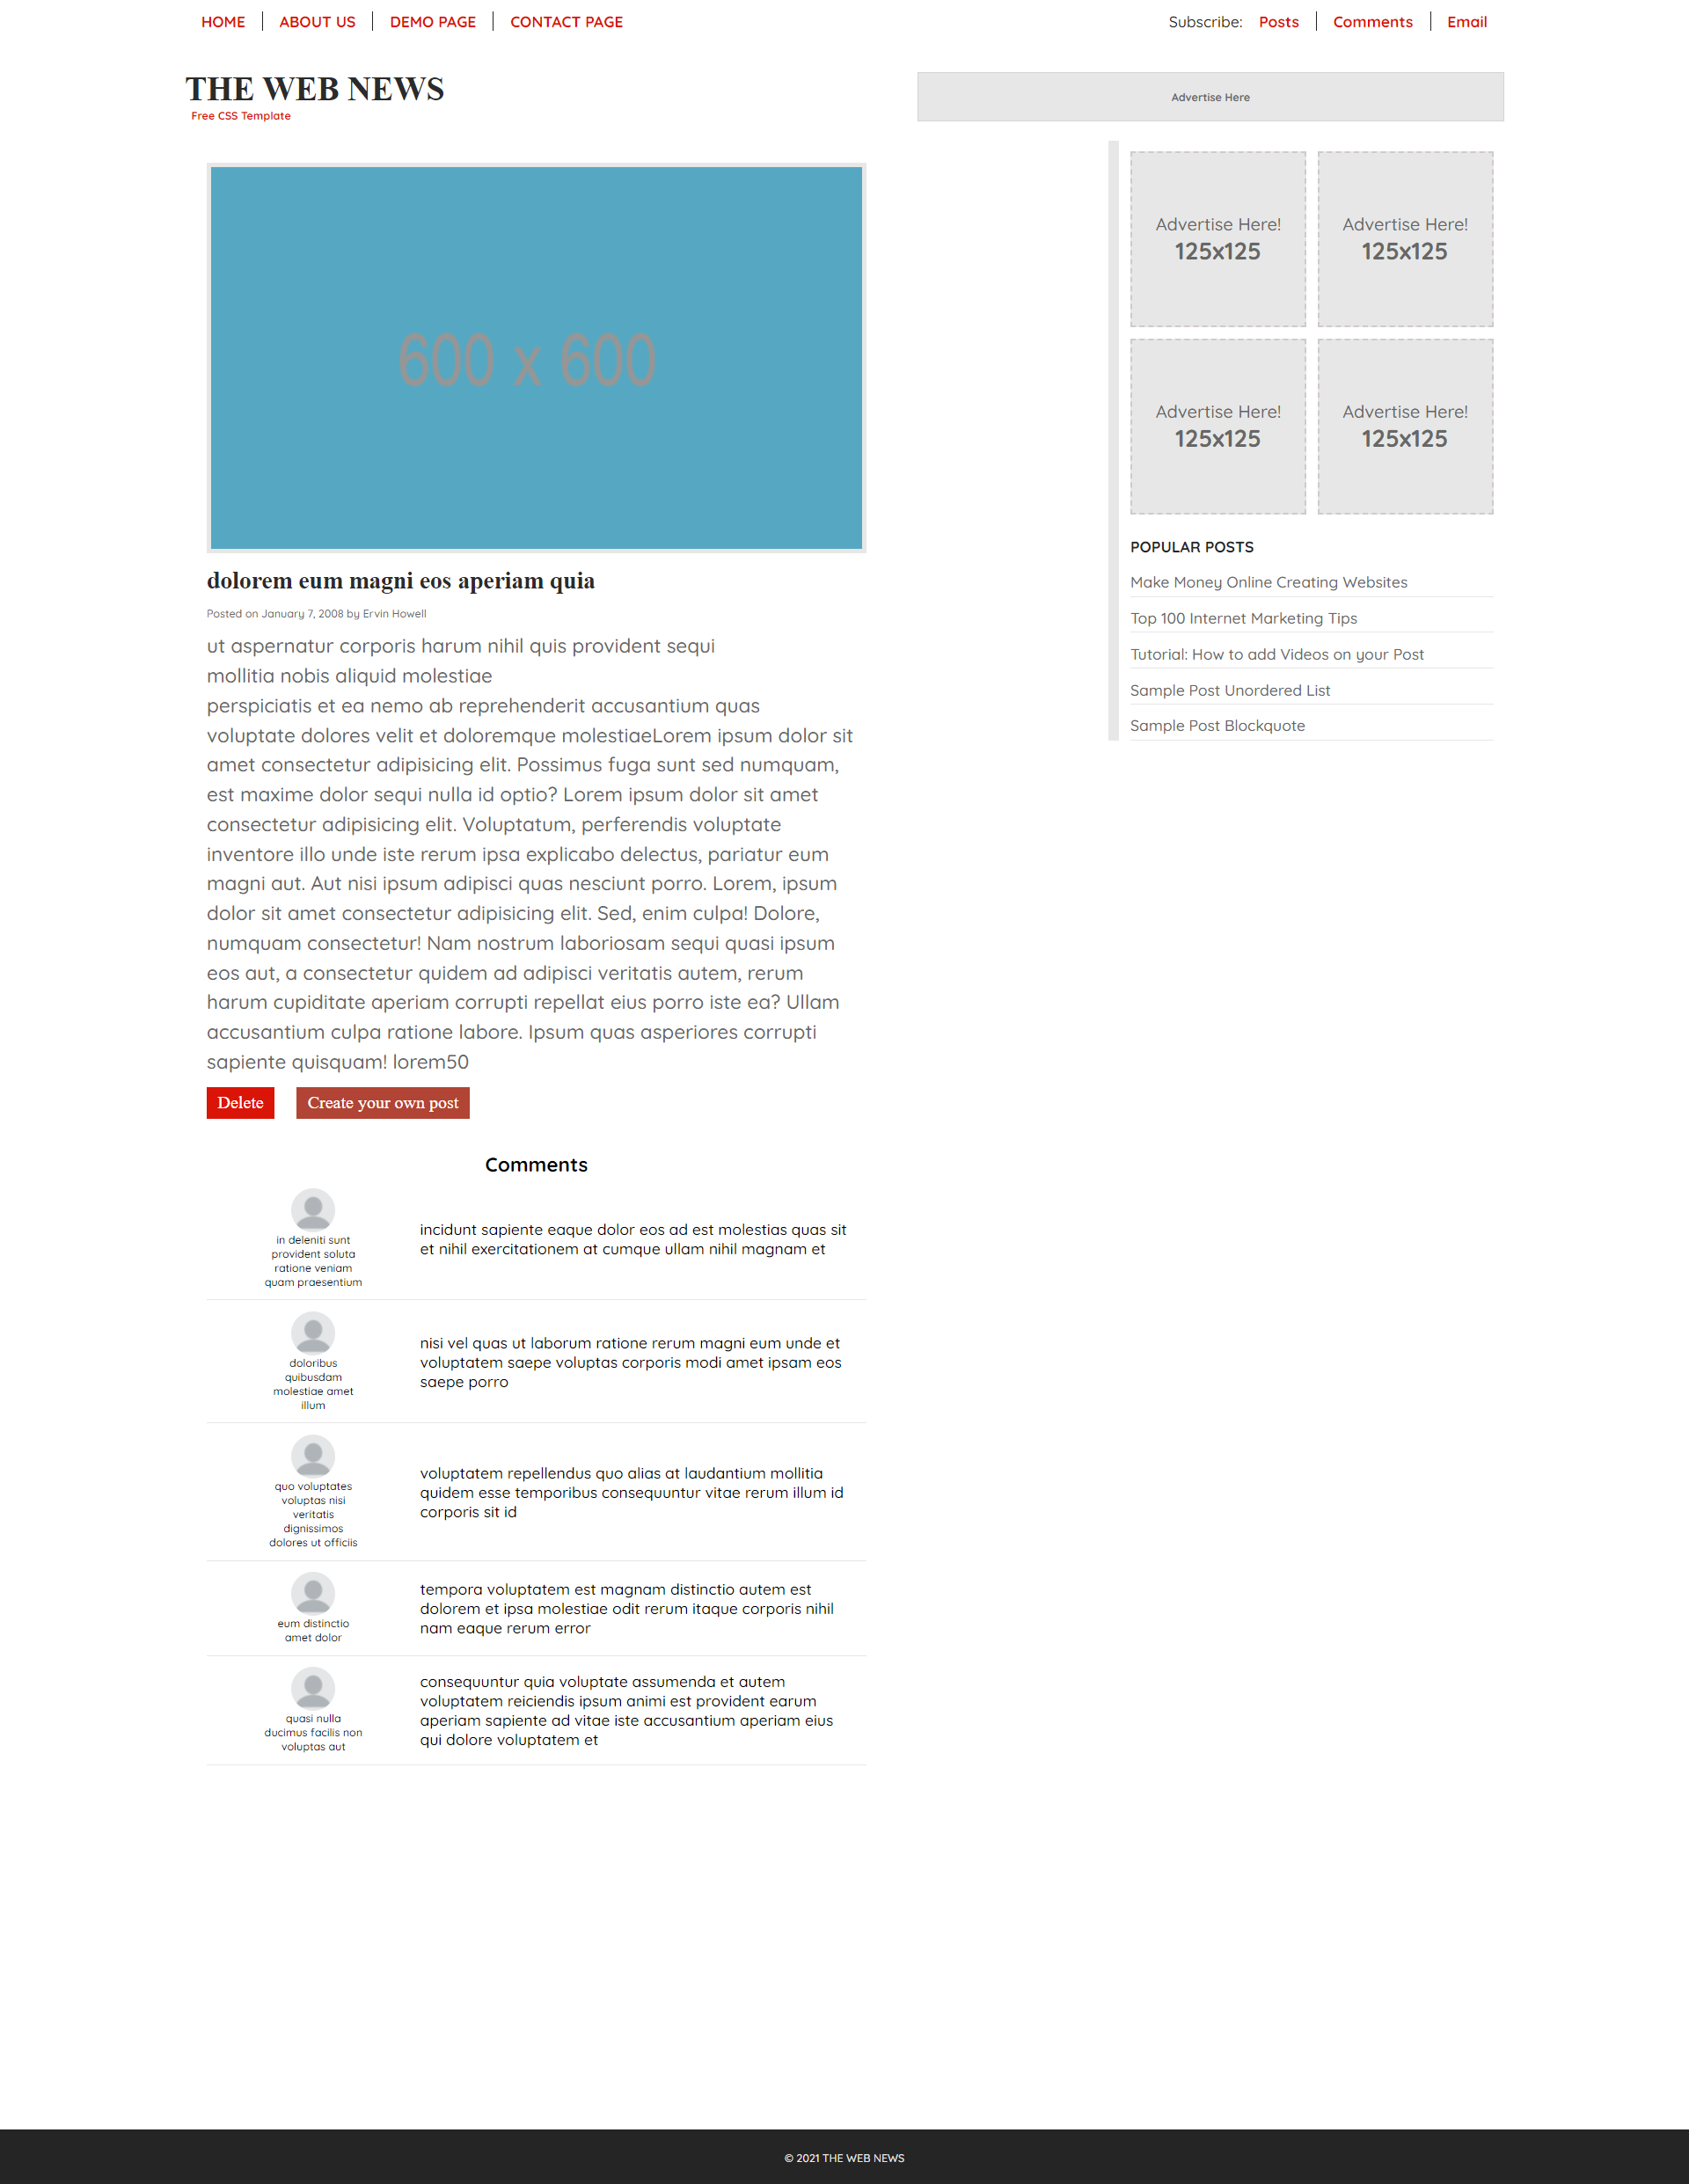 HOME ABOUT US DEMO PAGE CONTACT PAGE
Subscribe: Posts Comments Email
THE WEB NEWS
Free CSS Template
Advertise Here
600 x 600
dolorem eum magni eos aperiam quia
Posted on January 7, 2008 by Ervin Howell
ut aspernatur corporis harum nihil quis provident sequi
mollitia nobis aliquid molestiae
perspiciatis et ea nemo ab reprehenderit accusantium quas
voluptate dolores velit et doloremque molestiaeLorem ipsum dolor sit
amet consectetur adipisicing elit. Possimus fuga sunt sed numquam,
est maxime dolor sequi nulla id optio? Lorem ipsum dolor sit amet
consectetur adipisicing elit. Voluptatum, perferendis voluptate
inventore illo unde iste rerum ipsa explicabo delectus, pariatur eum
magni aut. Aut nisi ipsum adipisci quas nesciunt porro. Lorem, ipsum
dolor sit amet consectetur adipisicing elit. Sed, enim culpa! Dolore,
numquam consectetur! Nam nostrum laboriosam sequi quasi ipsum
eos aut, a consectetur quidem ad adipisci veritatis autem, rerum
harum cupiditate aperiam corrupti repellat eius porro iste ea? Ullam
accusantium culpa ratione labore. Ipsum quas asperiores corrupti
sapiente quisquam! lorem50
Delete
Create your own post
Comments
in deleniti sunt
provident soluta
ratione veniam
quam praesentium
incidunt sapiente eaque dolor eos ad est molestias quas sit
et nihil exercitationem at cumque ullam nihil magnam et
doloribus
quibusdam
molestiae amet
illum
nisi vel quas ut laborum ratione rerum magni eum unde et
voluptatem saepe voluptas corporis modi amet ipsam eos
saepe porro
quo voluptates
voluptas nisi
veritatis
dignissimos
dolores ut officiis
voluptatem repellendus quo alias at laudantium mollitia
quidem esse temporibus consequuntur vitae rerum illum id
corporis sit id
eum distinctio
amet dolor
tempora voluptatem est magnam distinctio autem est
dolorem et ipsa molestiae odit rerum itaque corporis nihil
nam eaque rerum error
quasi nulla
ducimus facilis non
voluptas aut
consequuntur quia voluptate assumenda et autem
voluptatem reiciendis ipsum animi est provident earum
aperiam sapiente ad vitae iste accusantium aperiam eius
qui dolore voluptatem et
Advertise Here!
125x125
Advertise Here!
125x125
Advertise Here!
125x125
Advertise Here!
125x125
POPULAR POSTS
Make Money Online Creating Websites
Top 100 Internet Marketing Tips
Tutorial: How to add Videos on your Post
Sample Post Unordered List
Sample Post Blockquote
© 2021 THE WEB NEWS